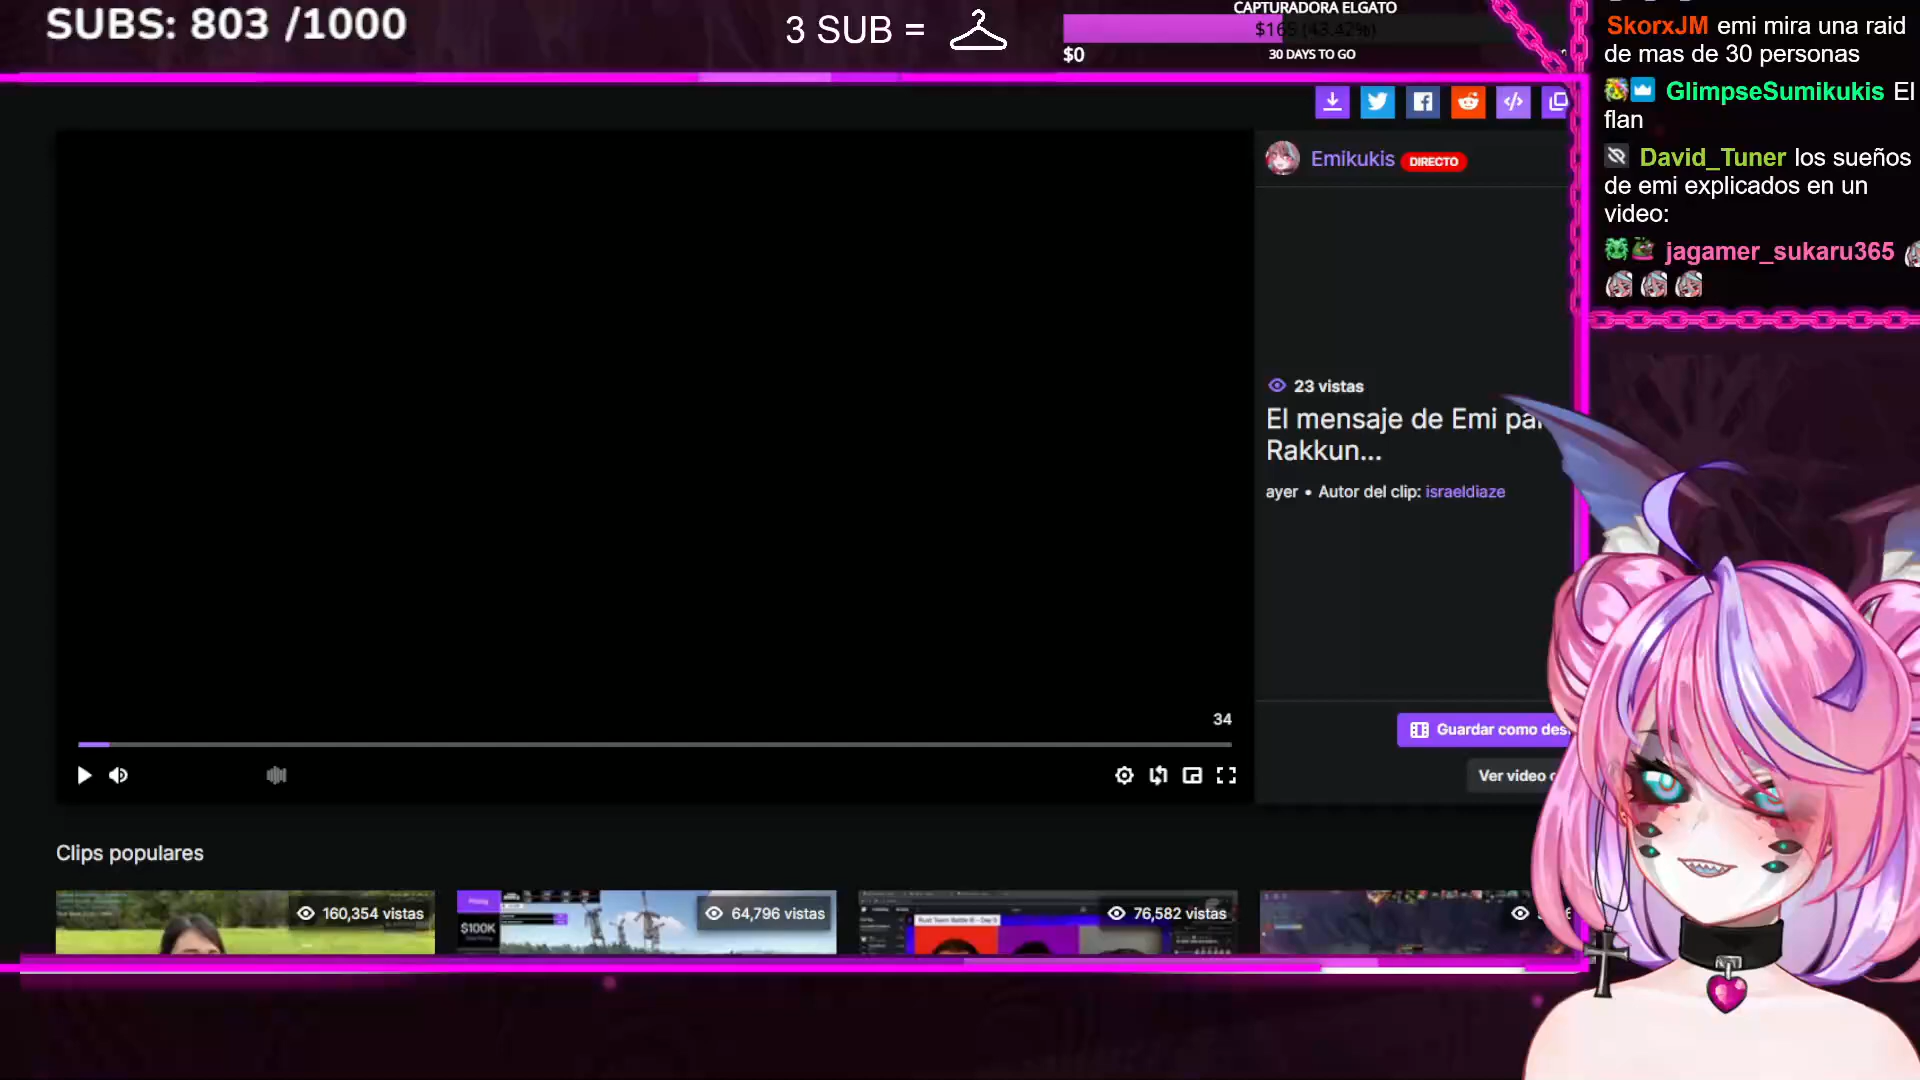 SUBS: 803 /1000
3 SUB =
CAPTURADORA ELGATO
$165 (43.42%)
$0
30 DAYS TO GO
SkorxJM emi mira una raid
de mas de 30 personas
GlimpseSumikukis El
flan
David_Tuner los sueños
de emi explicados en un
video:
jagamer_sukaru365
Emikukis DIRECTO
23 vistas
El mensaje de Emi pa
Rakkun...
ayer • Autor del clip: israeldiaze
34
Guardar como des
Ver video
Clips populares
160,354 vistas
64,796 vistas
76,582 vistas
$100K